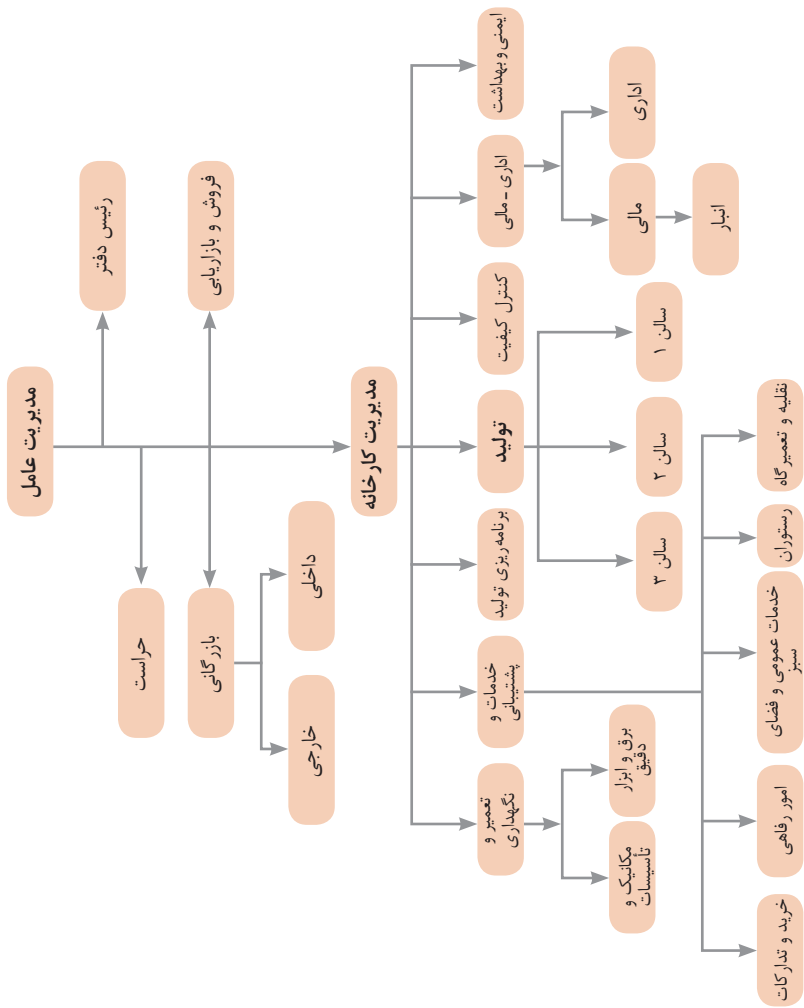 مدیریت عامل
رئیس دفتر
حراست
فروش و بازاریابی
بازرگانی
داخلی
خارجی
مدیریت کارخانه
ایمنی و بهداشت
اداری - مالی
کنترل کیفیت
تولید
برنامه ریزی تولید
خدمات و
پشتیبانی
تعمیر و
نگهداری
اداری
مالی
انبار
سالن ۱
سالن ۲
سالن ۳
برق و ابزار
دقیق
مکانیک و
تأسیسات
نقلیه و تعمیرگاه
رستوران
خدمات عمومی و فضای
سبز
امور رفاهی
خرید و تدارکات